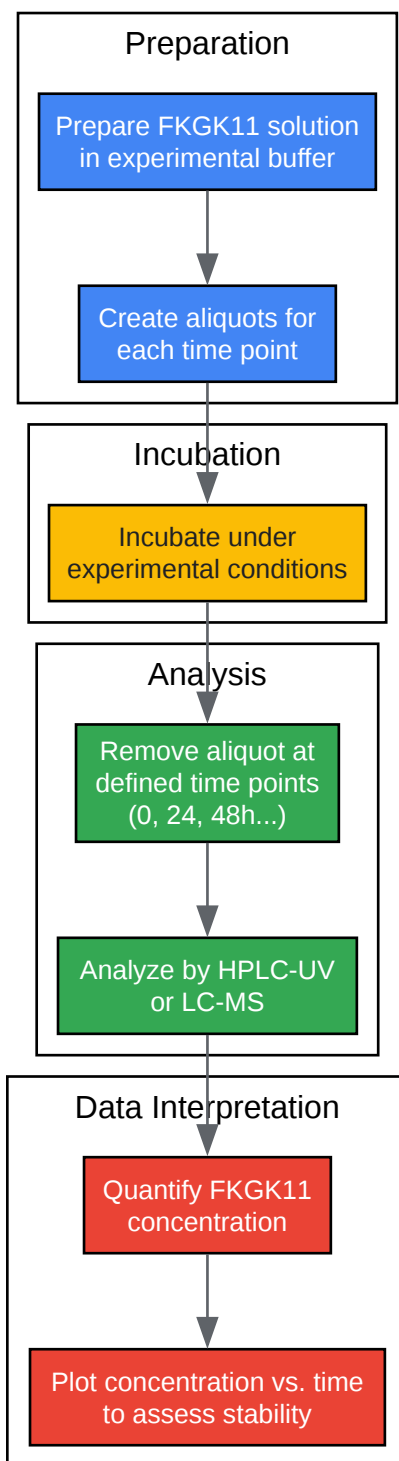 Preparation
Prepare FKGK11 solution
in experimental buffer
Create aliquots for
each time point
Incubation
Incubate under
experimental conditions
Analysis
Remove aliquot at
defined time points
(0, 24, 48h...)
Analyze by HPLC-UV
or LC-MS
Data Interpretation
Quantify FKGK11
concentration
Plot concentration vs. time
to assess stability